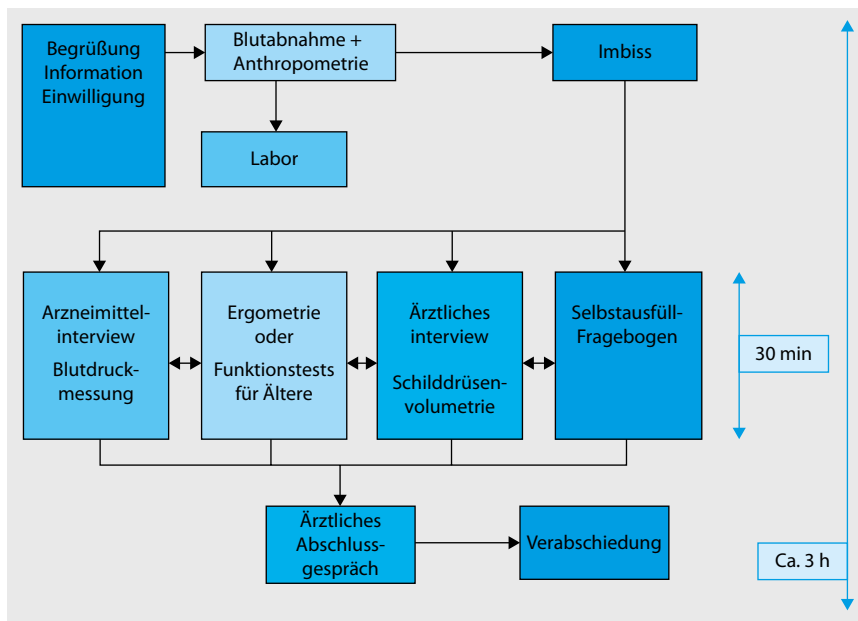 Begrüßung
Information
Einwilligung
Blutabnahme +
Anthropometrie
Imbiss
Labor
Arzneimittel-
interview
Blutdruck-
messung
Ergometrie
oder
Funktionstests
für Ältere
Ärztliches
interview
Schilddrüsen-
volumetrie
Selbstausfüll-
Fragebogen
30 min
Ärztliches
Abschluss-
gespräch
Verabschiedung
Ca. 3 h